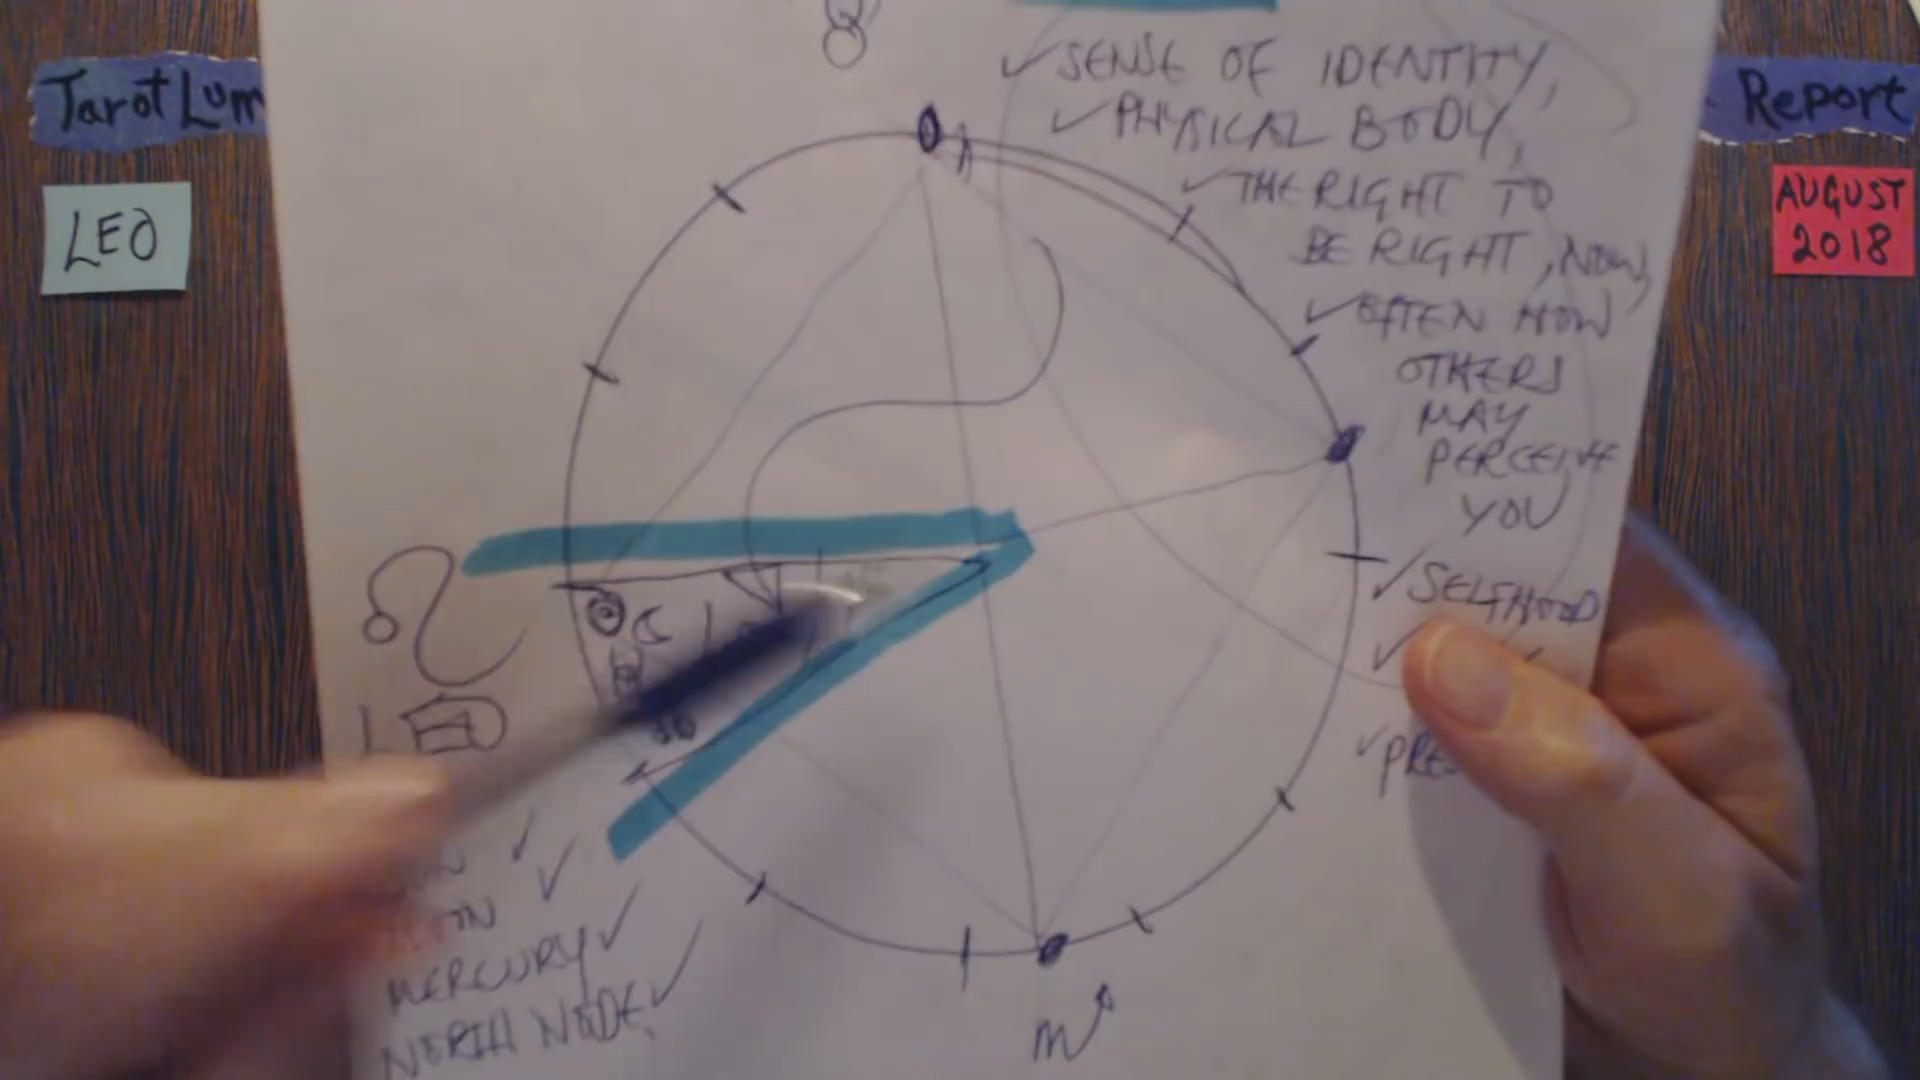 Tarot Lum
Report
LEO
AUGUST
2018
✓ SENSE OF IDENTITY,
✓ PHYSICAL BODY,
✓ THE RIGHT TO
BE RIGHT, NOW,
✓ OFTEN HOW
OTHERS
MAY
PERCEIVE
YOU
✓ SELFHOOD
✓
✓ PRE
LEO
MERCURY ✓
NORTH NODE ✓